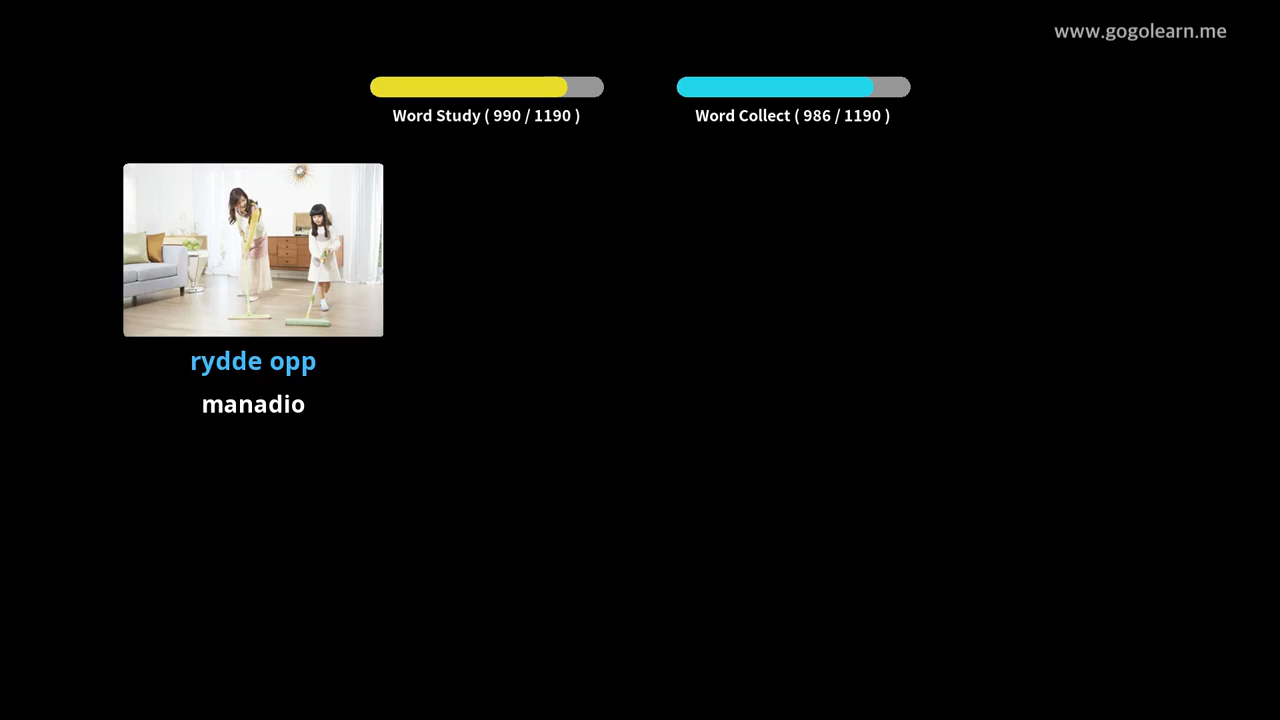 www.gogolearn.me
Word Study ( 990 / 1190 )
Word Collect ( 986 / 1190 )
rydde opp
manadio